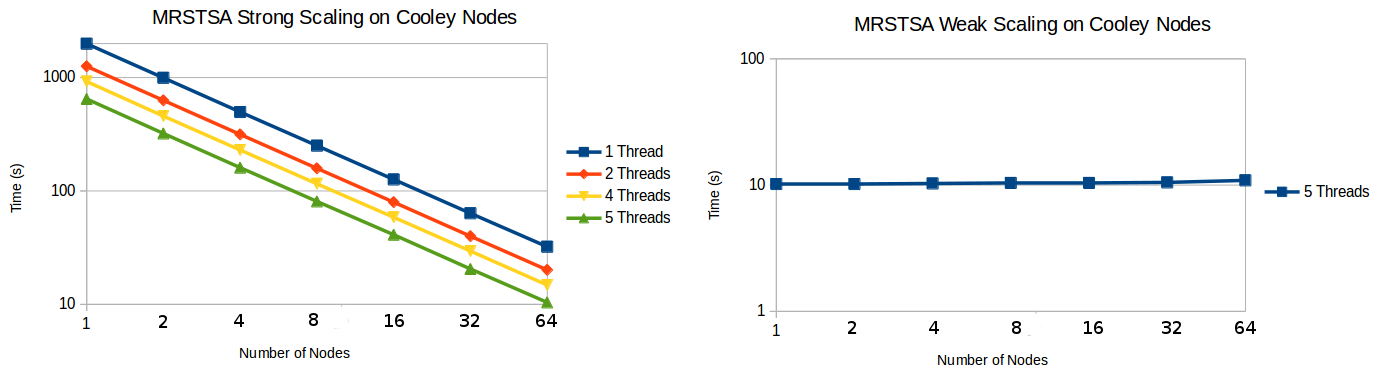 MRSTSA Strong Scaling on Cooley Nodes
1000
100
10
Time (s)
1 2 4 8 16 32 64
Number of Nodes
1 Thread
2 Threads
4 Threads
5 Threads
MRSTSA Weak Scaling on Cooley Nodes
100
10
1
Time (s)
1 2 4 8 16 32 64
Number of Nodes
5 Threads